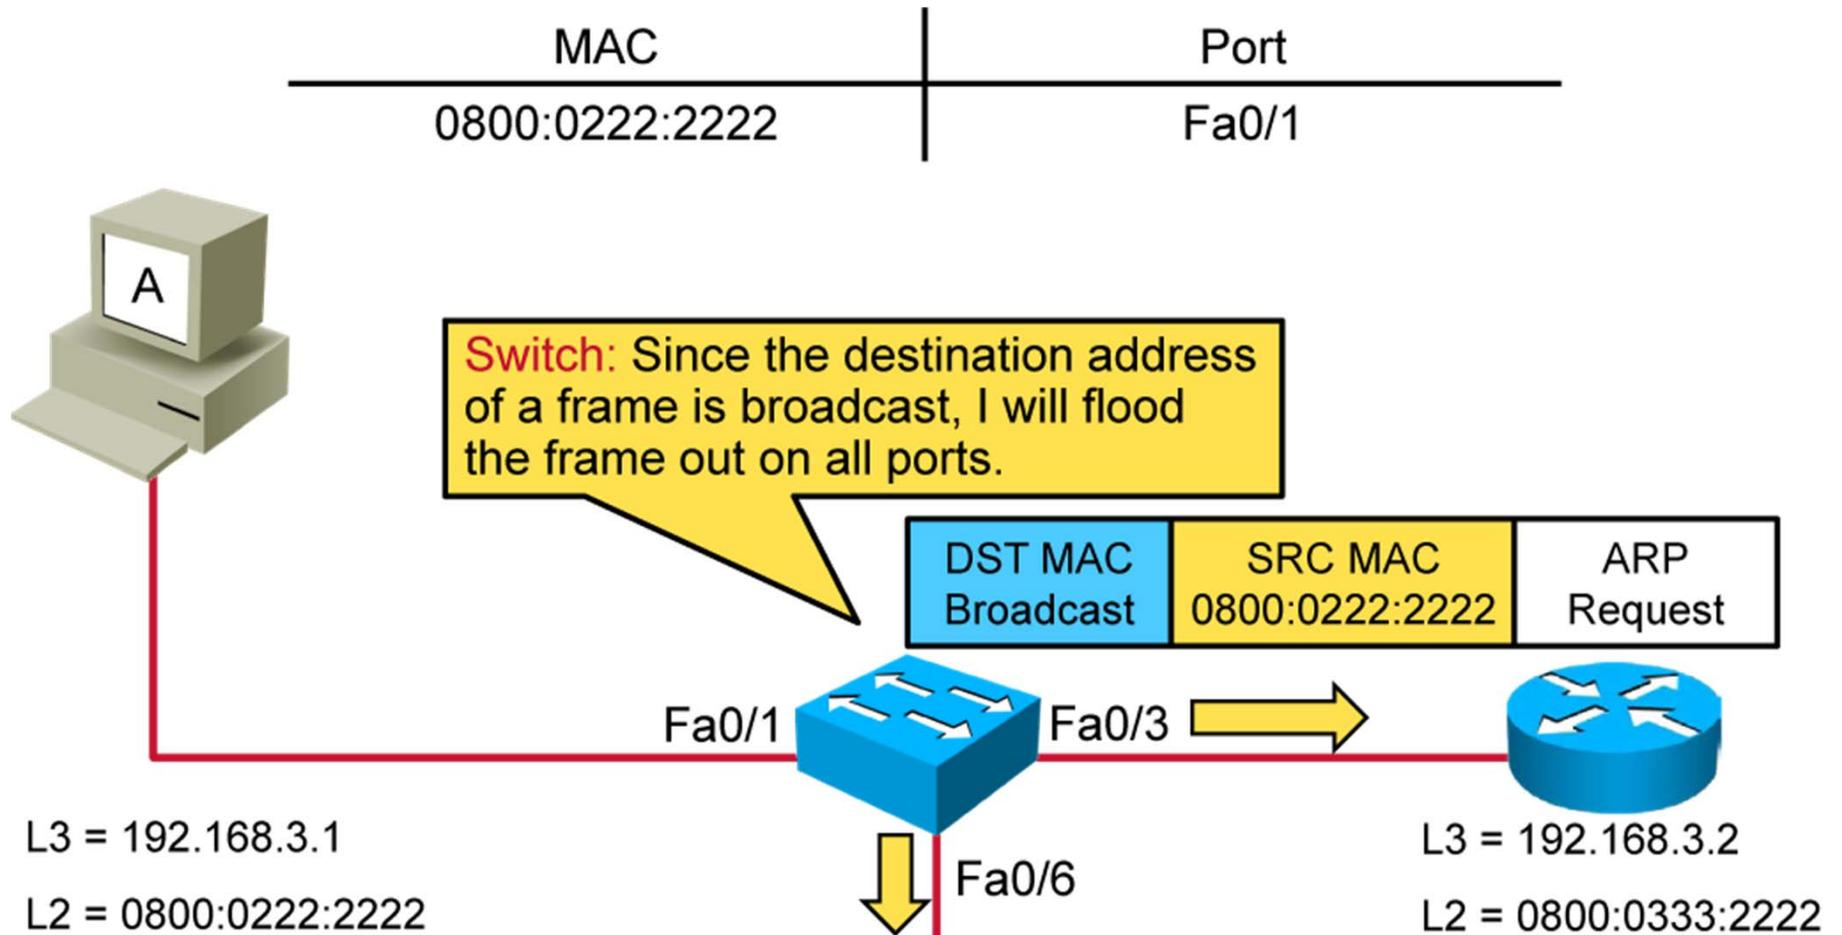 MAC Port
0800:0222:2222 Fa0/1
A
Switch: Since the destination address
of a frame is broadcast, I will flood
the frame out on all ports.
DST MAC
Broadcast
SRC MAC
0800:0222:2222
ARP
Request
Fa0/1
Fa0/3
Fa0/6
L3 = 192.168.3.1
L2 = 0800:0222:2222
L3 = 192.168.3.2
L2 = 0800:0333:2222